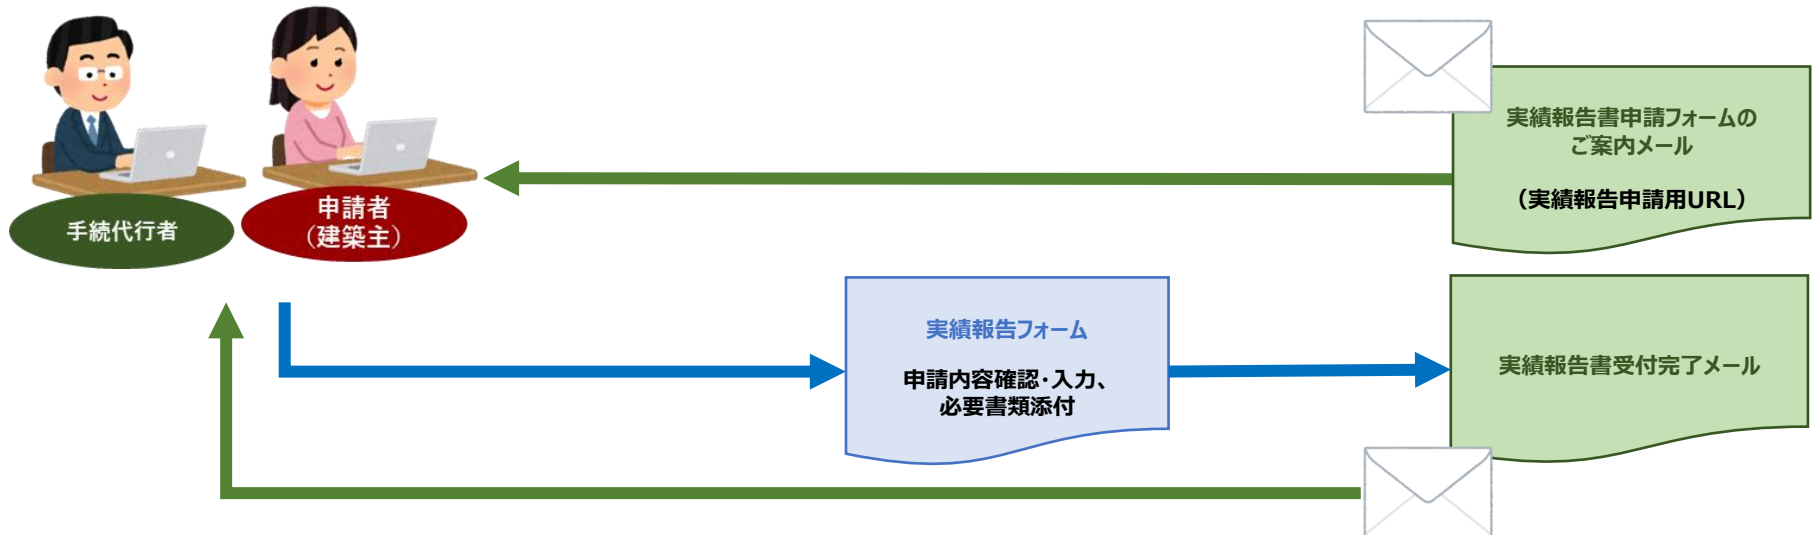 手続代行者
申請者
（建築主）
実績報告書申請フォームの
ご案内メール
（実績報告申請用URL）
実績報告フォーム
申請内容確認・入力、
必要書類添付
実績報告書受付完了メール